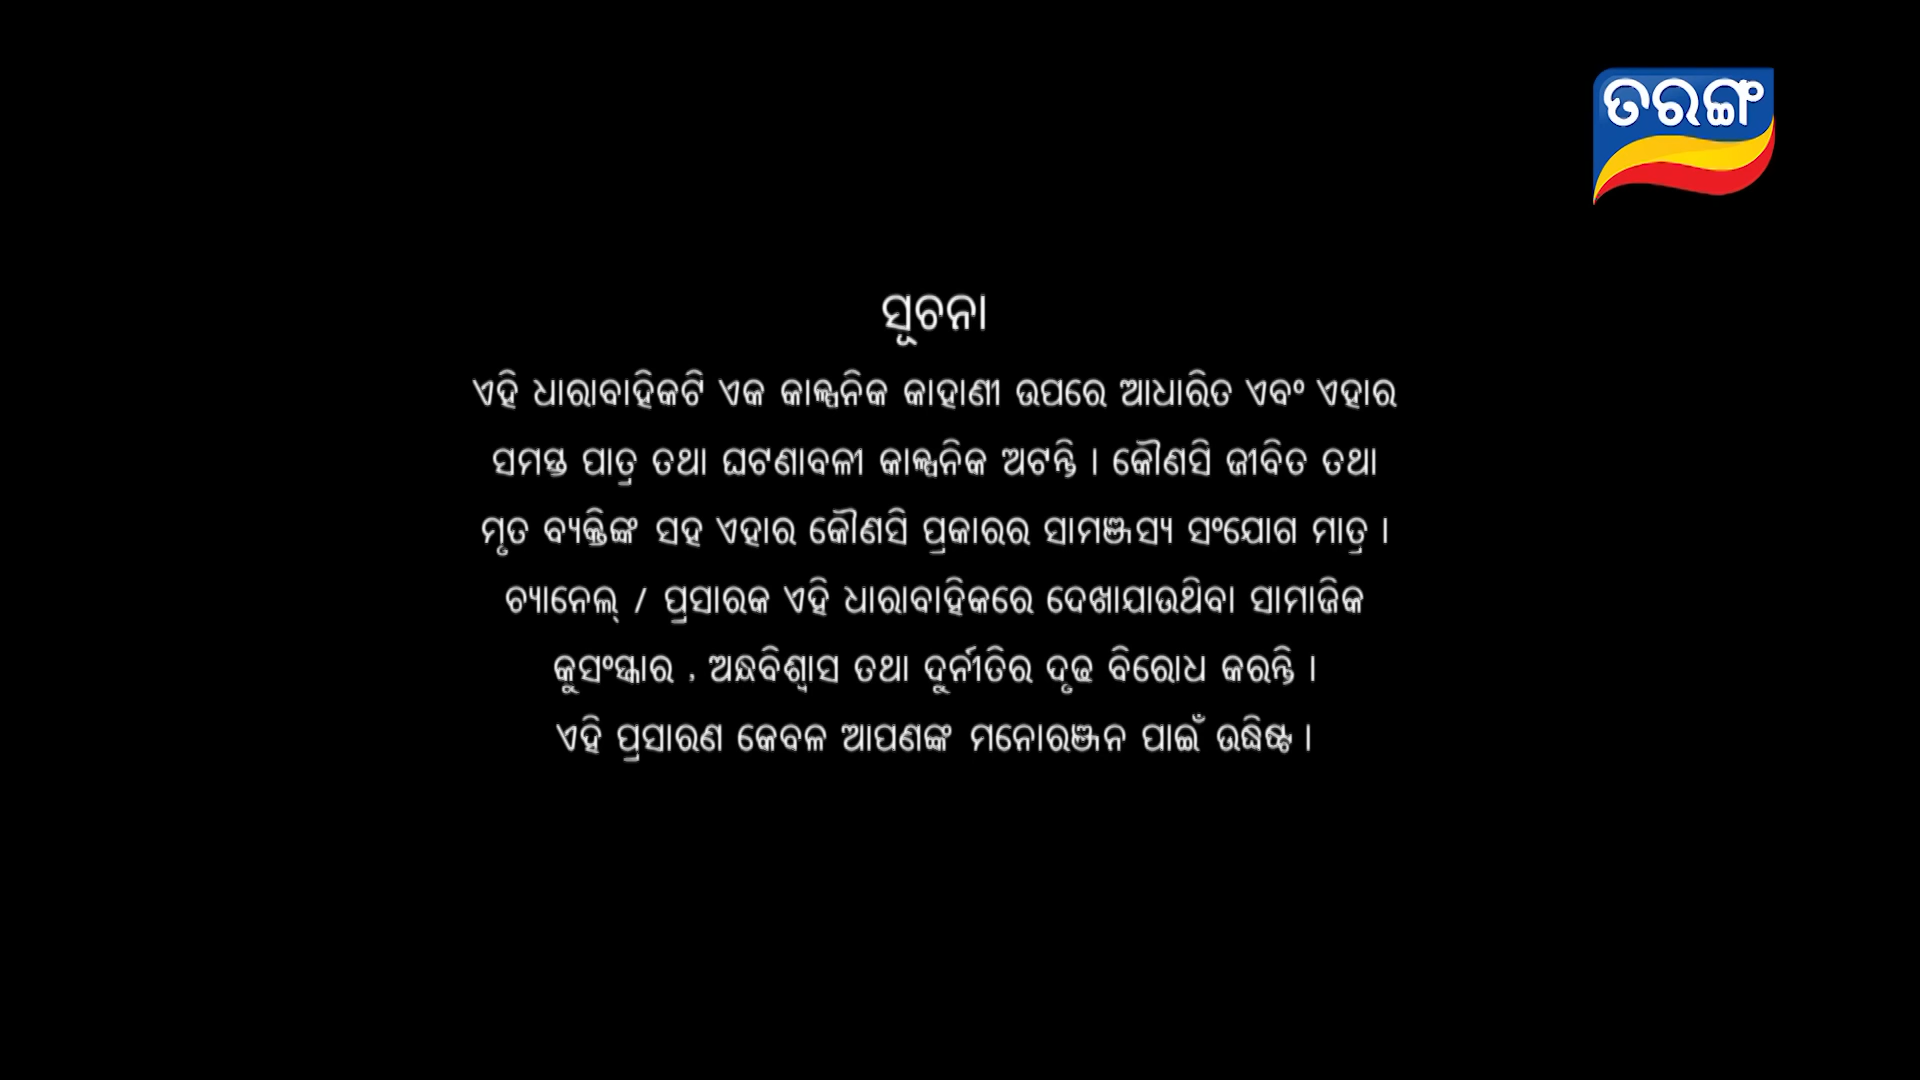 ତରଙ୍ଗ
ସୂଚନା
ଏହି ଧାରାବାହିକଟି ଏକ କାଳ୍ପନିକ କାହାଣୀ ଉପରେ ଆଧାରିତ ଏବଂ ଏହାର
ସମସ୍ତ ପାତ୍ର ତଥା ଘଟଣାବଳୀ କାଳ୍ପନିକ ଅଟନ୍ତି । କୌଣସି ଜୀବିତ ତଥା
ମୃତ ବ୍ୟକ୍ତିଙ୍କ ସହ ଏହାର କୌଣସି ପ୍ରକାରର ସାମଞ୍ଜସ୍ୟ ସଂଯୋଗ ମାତ୍ର ।
ଚ୍ୟାନେଲ୍ / ପ୍ରସାରକ ଏହି ଧାରାବାହିକରେ ଦେଖାଯାଉଥିବା ସାମାଜିକ
କୁସଂସ୍କାର , ଅନ୍ଧବିଶ୍ୱାସ ତଥା ଦୁର୍ନୀତିର ଦୃଢ ବିରୋଧ କରନ୍ତି ।
ଏହି ପ୍ରସାରଣ କେବଳ ଆପଣଙ୍କ ମନୋରଞ୍ଜନ ପାଇଁ ଉଦ୍ଧିଷ୍ଟ ।